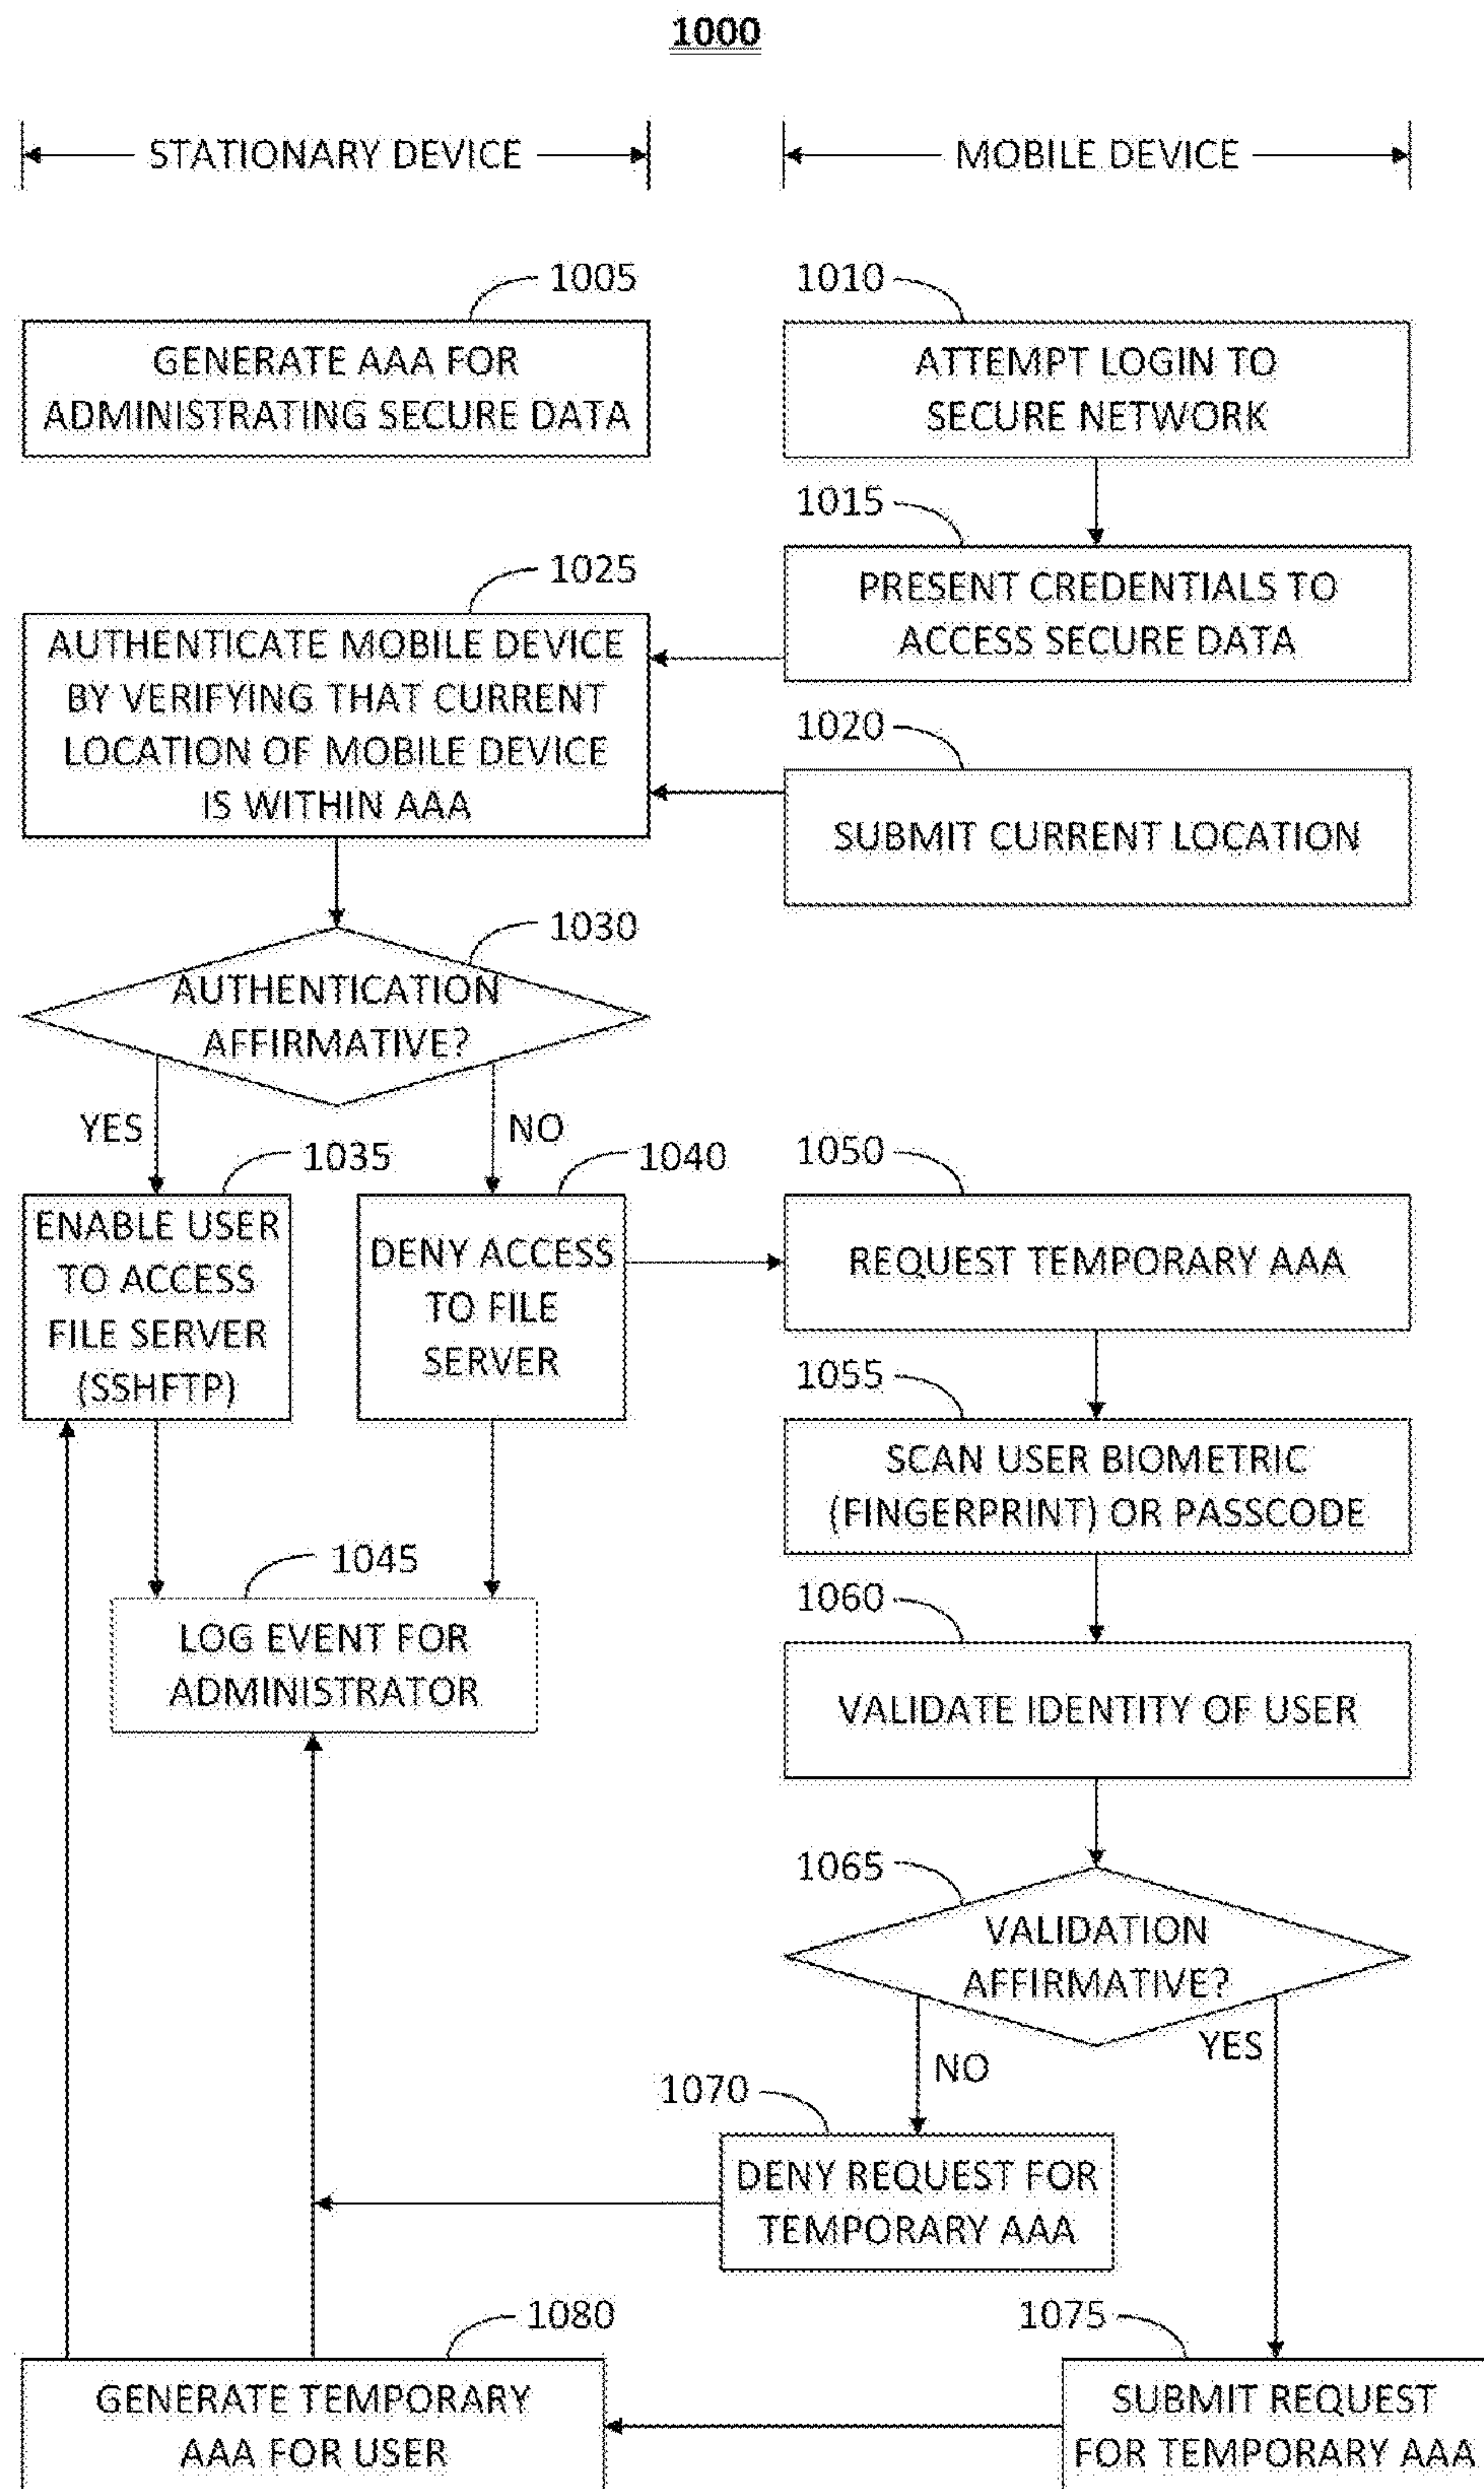 1000
STATIONARY DEVICE
MOBILE DEVICE
1005
GENERATE AAA FOR
ADMINISTRATING SECURE DATA
1010
ATTEMPT LOGIN TO
SECURE NETWORK
1015
PRESENT CREDENTIALS TO
ACCESS SECURE DATA
1020
SUBMIT CURRENT LOCATION
1025
AUTHENTICATE MOBILE DEVICE
BY VERIFYING THAT CURRENT
LOCATION OF MOBILE DEVICE
IS WITHIN AAA
1030
AUTHENTICATION
AFFIRMATIVE?
YES
NO
1035
ENABLE USER
TO ACCESS
FILE SERVER
(SSHFTP)
1040
DENY ACCESS
TO FILE
SERVER
1045
LOG EVENT FOR
ADMINISTRATOR
1050
REQUEST TEMPORARY AAA
1055
SCAN USER BIOMETRIC
(FINGERPRINT) OR PASSCODE
1060
VALIDATE IDENTITY OF USER
1065
VALIDATION
AFFIRMATIVE?
NO
YES
1070
DENY REQUEST FOR
TEMPORARY AAA
1075
SUBMIT REQUEST
FOR TEMPORARY AAA
1080
GENERATE TEMPORARY
AAA FOR USER